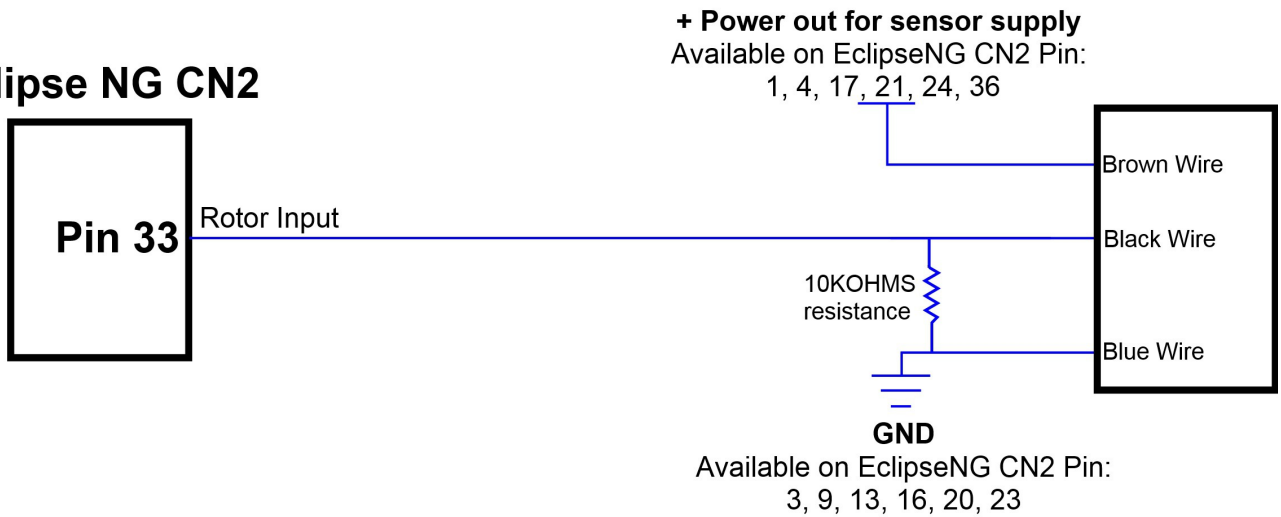 + Power out for sensor supply
Available on EclipseNG CN2 Pin:
1, 4, 17, 21, 24, 36
lipse NG CN2
Brown Wire
Rotor Input
Pin 33
Black Wire
10KOHMS
resistance
Blue Wire
GND
Available on EclipseNG CN2 Pin:
3, 9, 13, 16, 20, 23